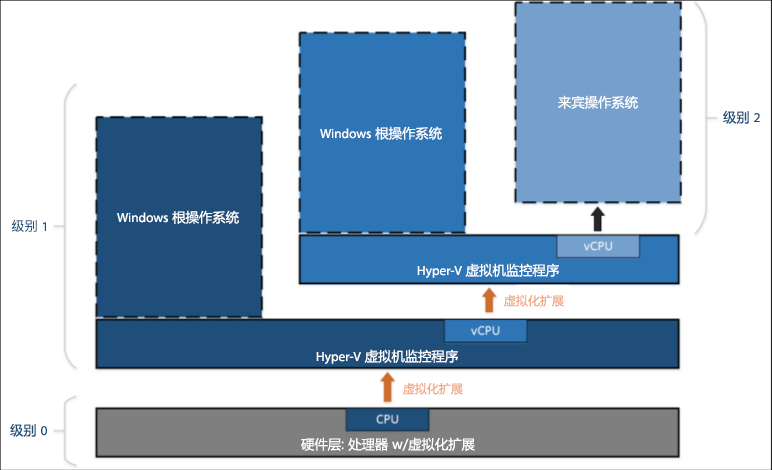 来宾操作系统
级别 2
Windows 根操作系统
Windows 根操作系统
级别 1
vCPU
Hyper-V 虚拟机监控程序
虚拟化扩展
vCPU
Hyper-V 虚拟机监控程序
虚拟化扩展
CPU
级别 0
硬件层: 处理器 w/虚拟化扩展